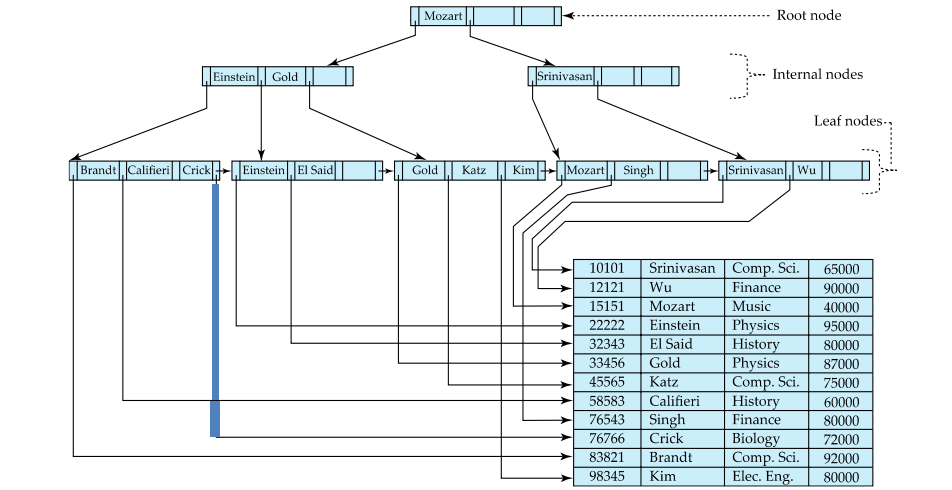 Mozart
Root node
Einstein Gold
Srinivasan
Internal nodes
Leaf nodes
Brandt Califieri Crick
Einstein El Said
Gold Katz Kim
Mozart Singh
Srinivasan Wu
10101 Srinivasan Comp. Sci. 65000
12121 Wu Finance 90000
15151 Mozart Music 40000
22222 Einstein Physics 95000
32343 El Said History 80000
33456 Gold Physics 87000
45565 Katz Comp. Sci. 75000
58583 Califieri History 60000
76543 Singh Finance 80000
76766 Crick Biology 72000
83821 Brandt Comp. Sci. 92000
98345 Kim Elec. Eng. 80000